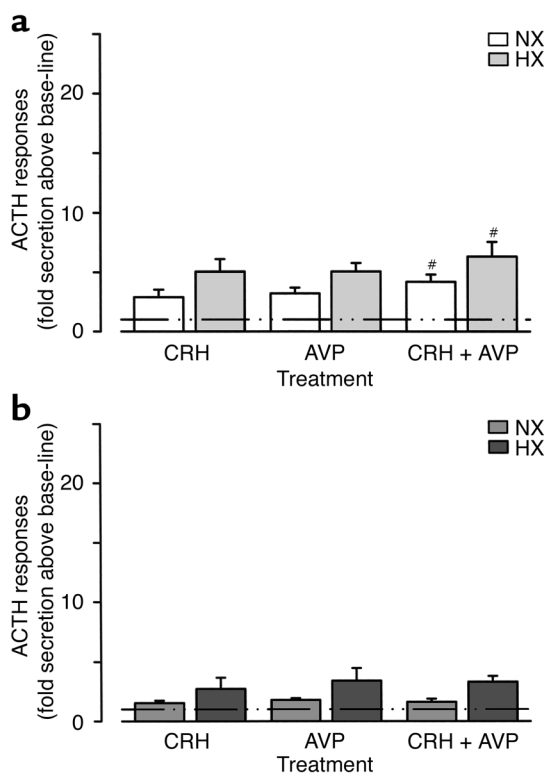 a
NX
HX
ACTH responses
(fold secretion above base-line)
20
10
0
#
#
CRH
AVP
CRH + AVP
Treatment
b
NX
HX
ACTH responses
(fold secretion above base-line)
20
10
0
CRH
AVP
CRH + AVP
Treatment